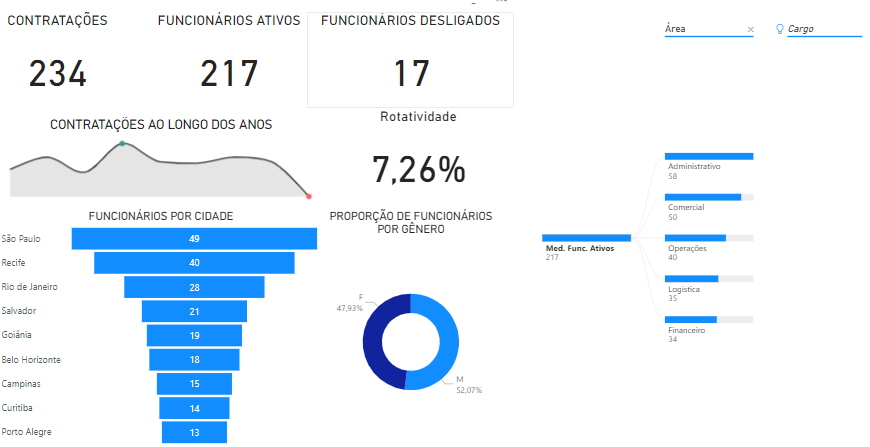 CONTRATAÇÕES
234
FUNCIONÁRIOS ATIVOS
217
FUNCIONÁRIOS DESLIGADOS
17
CONTRATAÇÕES AO LONGO DOS ANOS
Rotatividade
7,26%
FUNCIONÁRIOS POR CIDADE
São Paulo 49
Recife 40
Rio de Janeiro 28
Salvador 21
Goiânia 19
Belo Horizonte 18
Campinas 15
Curitiba 14
Porto Alegre 13
PROPORÇÃO DE FUNCIONÁRIOS
POR GÊNERO
F
47,93%
M
52,07%
Área
Cargo
Med. Func. Ativos
217
Administrativo
58
Comercial
50
Operações
40
Logística
35
Financeiro
34